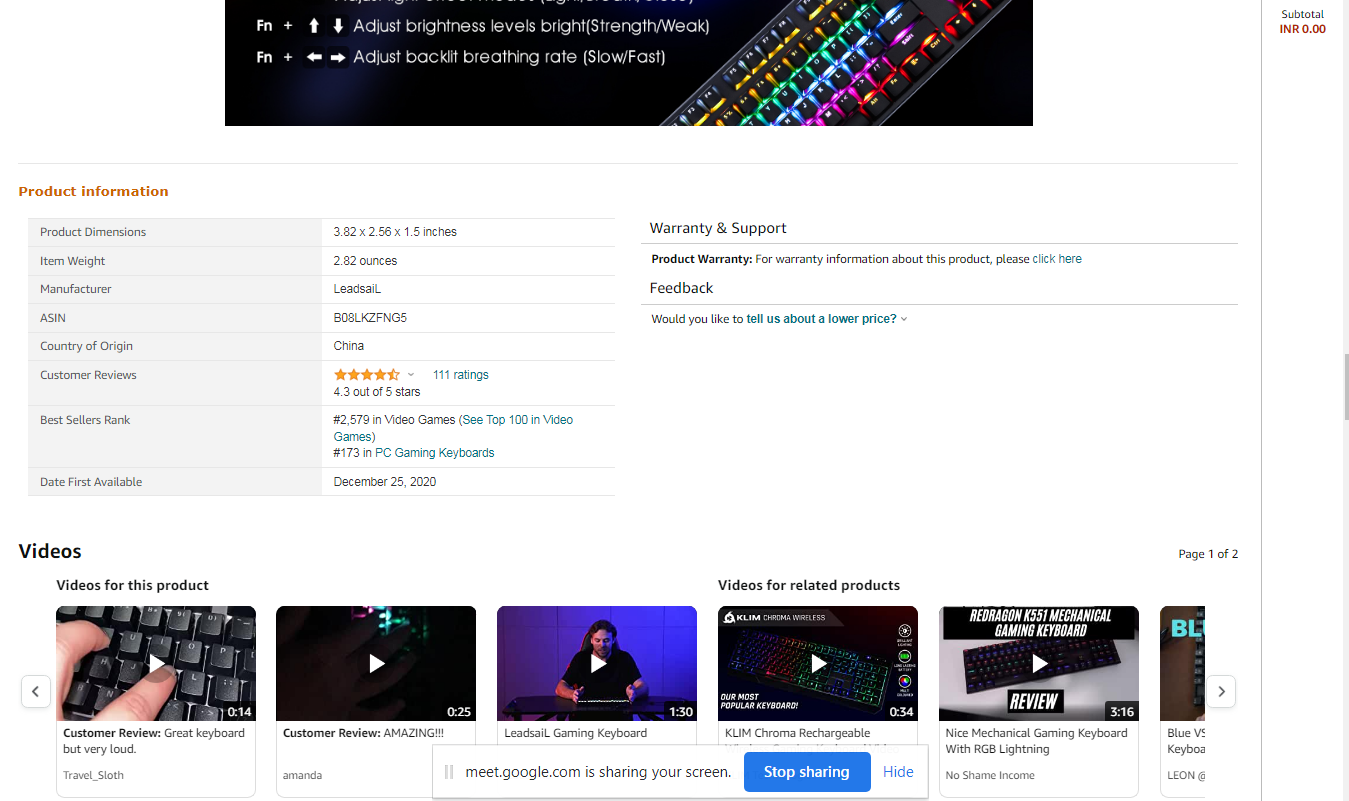 Fn + Adjust brightness levels bright(Strength/Weak)
Fn + Adjust backlit breathing rate (Slow/Fast)
Subtotal
INR 0.00
Product information
Product Dimensions 3.82 x 2.56 x 1.5 inches
Item Weight 2.82 ounces
Manufacturer LeadsaiL
ASIN B08LKZFNG5
Country of Origin China
Customer Reviews 111 ratings
4.3 out of 5 stars
Best Sellers Rank #2,579 in Video Games (See Top 100 in Video
Games)
#173 in PC Gaming Keyboards
Date First Available December 25, 2020
Warranty & Support
Product Warranty: For warranty information about this product, please click here
Feedback
Would you like to tell us about a lower price?
Videos
Page 1 of 2
Videos for this product
Videos for related products
0:14
Customer Review: Great keyboard
but very loud.
Travel_Sloth
0:25
Customer Review: AMAZING!!!
amanda
1:30
LeadsaiL Gaming Keyboard
KLIM CHROMA WIRELESS
OUR MOST
POPULAR KEYBOARD!
0:34
KLIM Chroma Rechargeable
REDRAGON K551 MECHANICAL
GAMING KEYBOARD
REVIEW
3:16
Nice Mechanical Gaming Keyboard
With RGB Lightning
No Shame Income
BL
Blue VS
Keyboa
LEON @
meet.google.com is sharing your screen.
Stop sharing
Hide